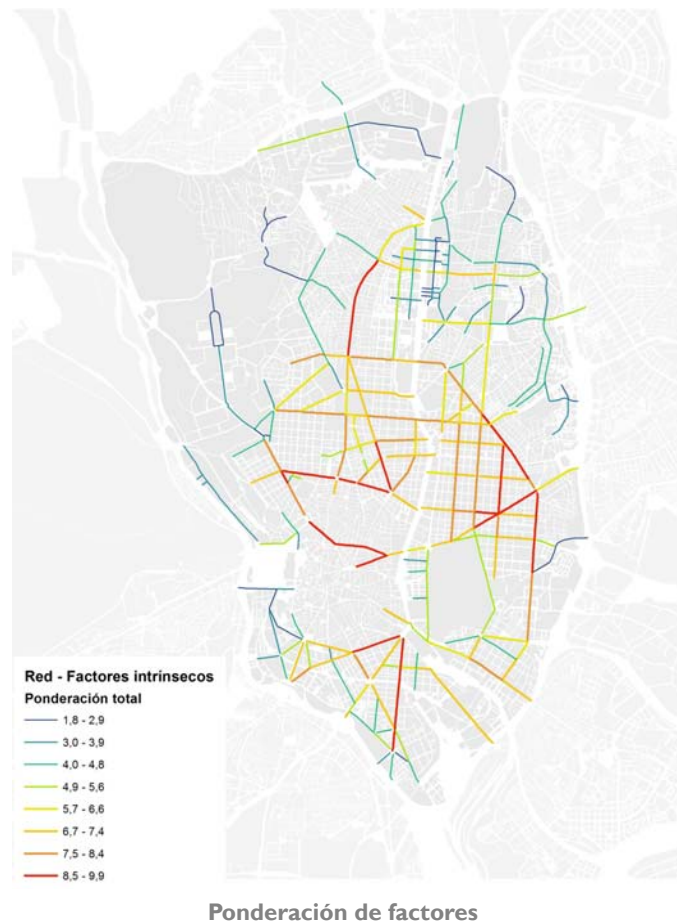 Red - Factores intrínsecos
Ponderación total
1,8 - 2,9
3,0 - 3,9
4,0 - 4,8
4,9 - 5,6
5,7 - 6,6
6,7 - 7,4
7,5 - 8,4
8,5 - 9,9
Ponderación de factores